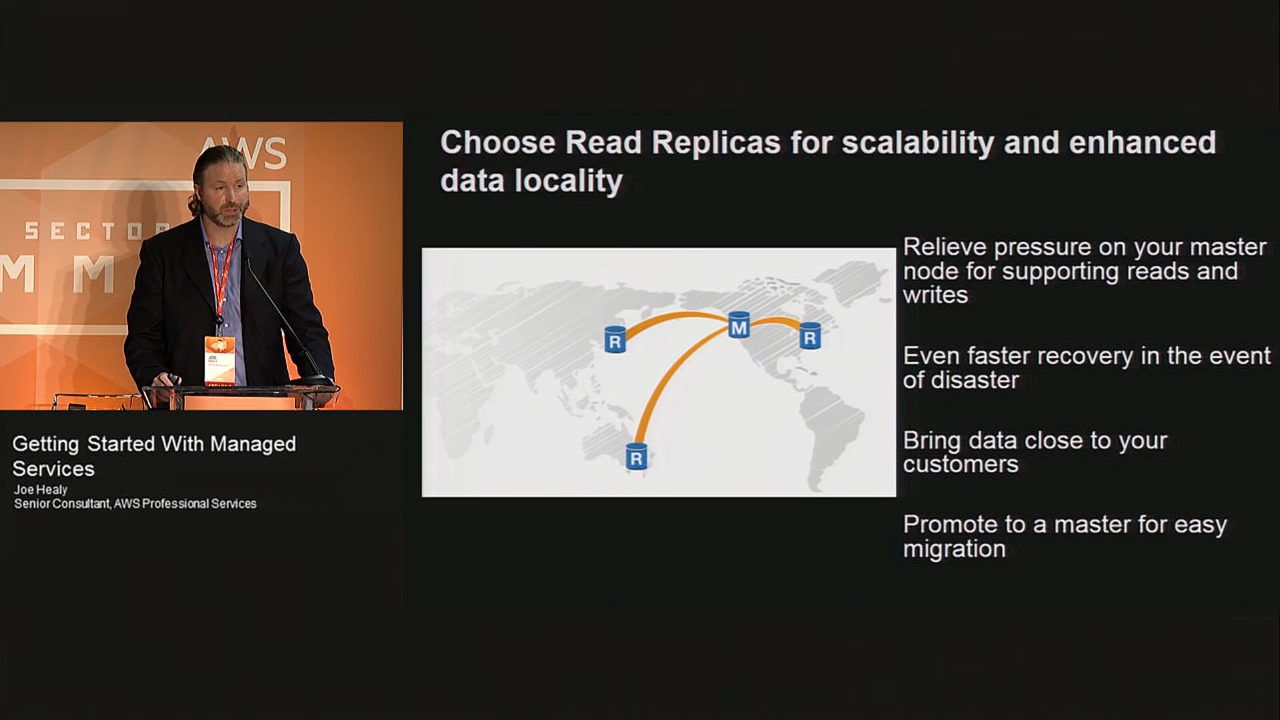 AWS
SECTOR
MM
JOE
Getting Started With Managed
Services
Joe Healy
Senior Consultant, AWS Professional Services
Choose Read Replicas for scalability and enhanced
data locality
R
M
R
R
Relieve pressure on your master
node for supporting reads and
writes
Even faster recovery in the event
of disaster
Bring data close to your
customers
Promote to a master for easy
migration